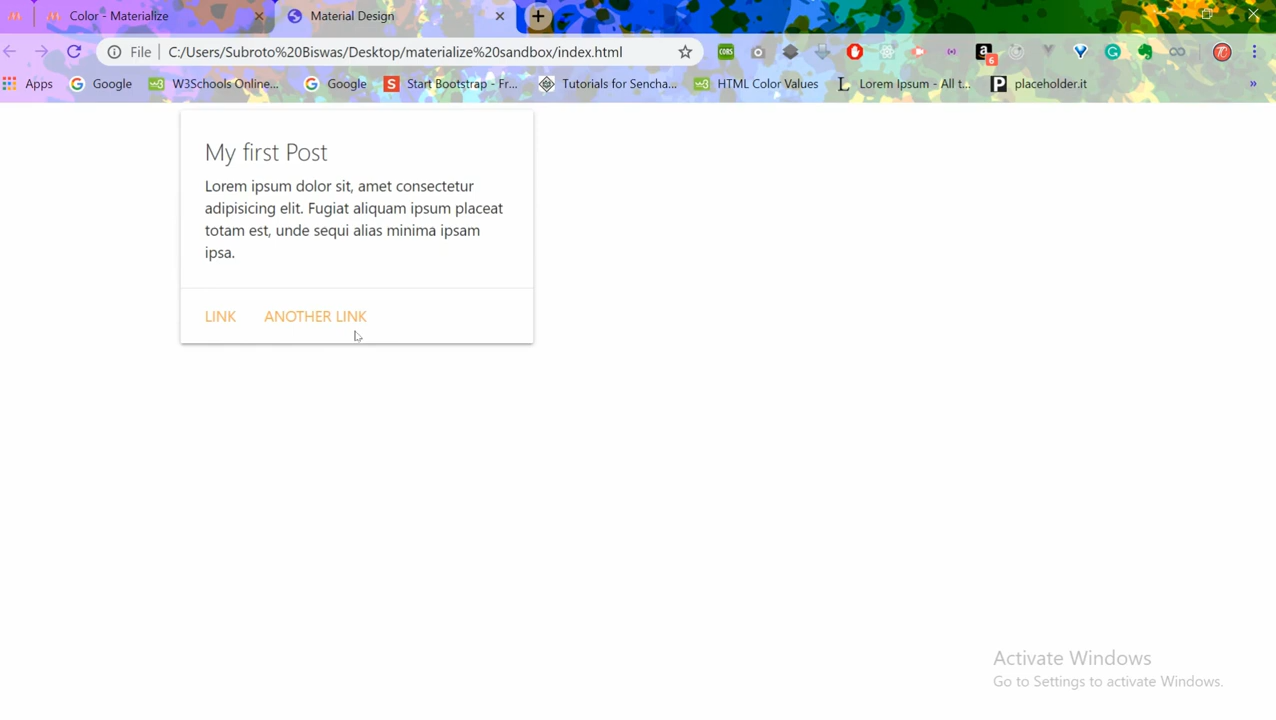 Color - Materialize
Material Design
File
C:/Users/Subroto%20Biswas/Desktop/materialize%20sandbox/index.html
CORS
a
6
G
Apps
Google
W3Schools Online...
Google
S
Start Bootstrap - Fr...
Tutorials for Sencha...
HTML Color Values
L
Lorem Ipsum - All t...
P
placeholder.it
»
My first Post
Lorem ipsum dolor sit, amet consectetur
adipisicing elit. Fugiat aliquam ipsum placeat
totam est, unde sequi alias minima ipsam
ipsa.
LINK
ANOTHER LINK
Activate Windows
Go to Settings to activate Windows.